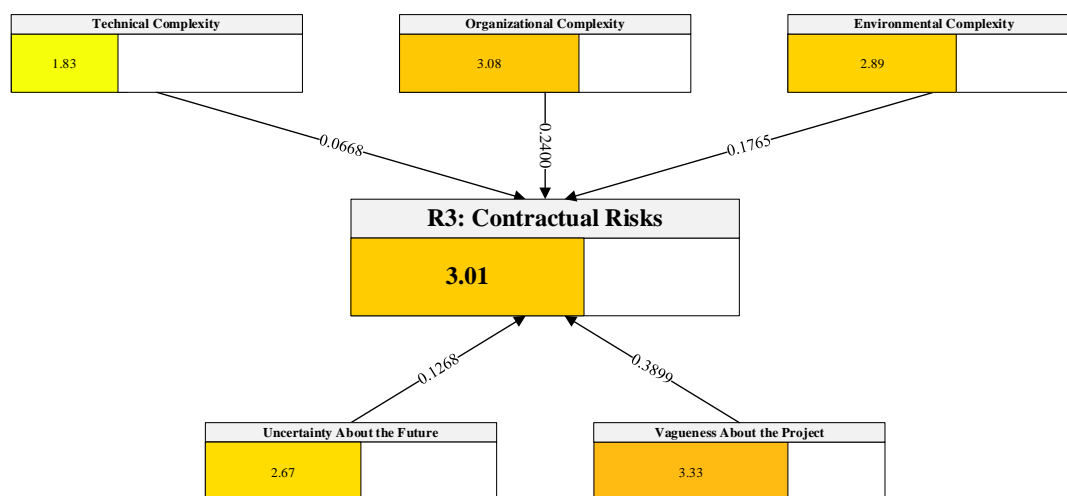 Technical Complexity
1.83
Organizational Complexity
3.08
Environmental Complexity
2.89
0.0668
0.2400
0.1765
R3: Contractual Risks
3.01
0.1268
0.3899
Uncertainty About the Future
2.67
Vagueness About the Project
3.33